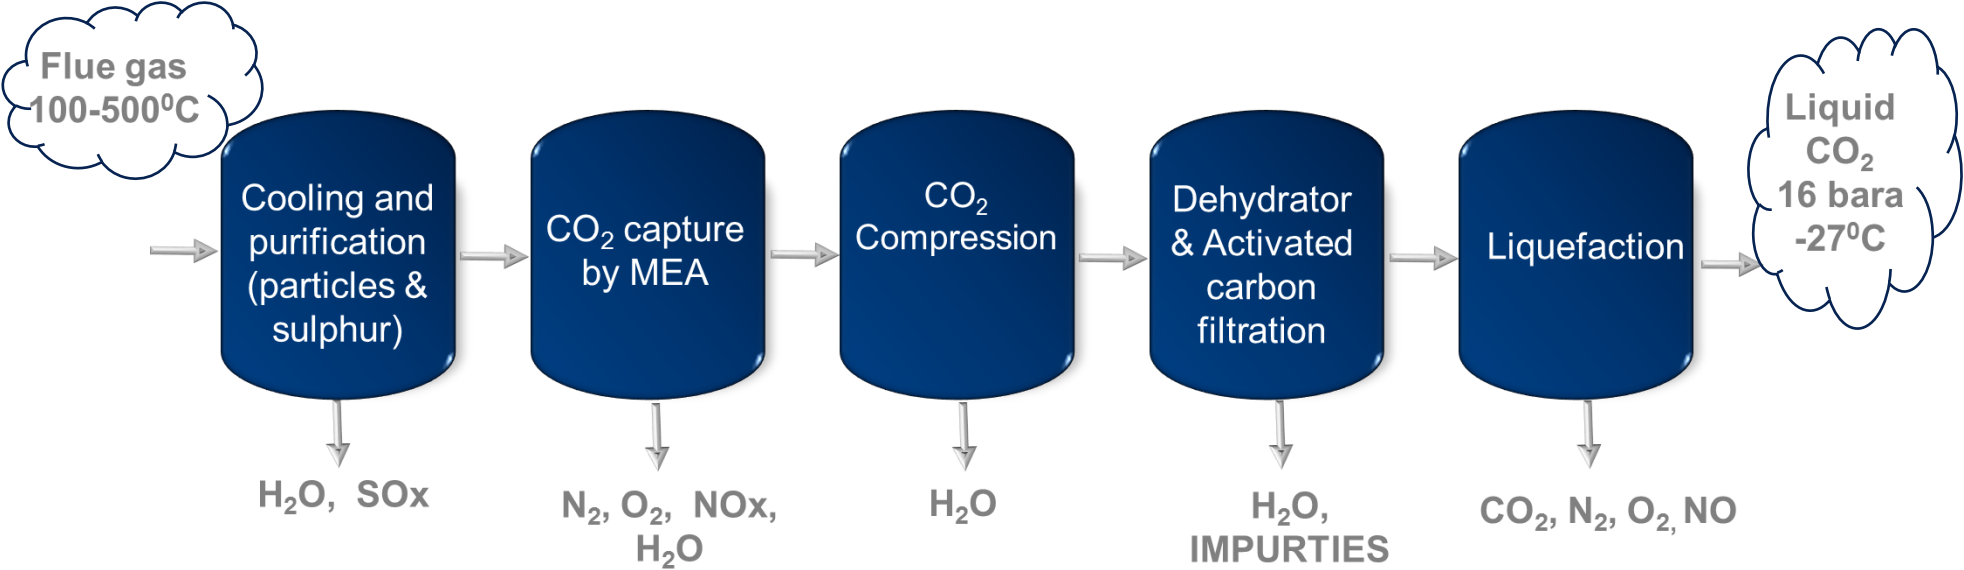 Flue gas
100-500⁰C
Cooling and
purification
(particles &
sulphur)
H₂O, SOx
CO₂ capture
by MEA
N₂, O₂, NOx,
H₂O
CO₂
Compression
H₂O
Dehydrator
& Activated
carbon
filtration
H₂O,
IMPURTIES
Liquefaction
CO₂, N₂, O₂, NO
Liquid
CO₂
16 bara
-27⁰C